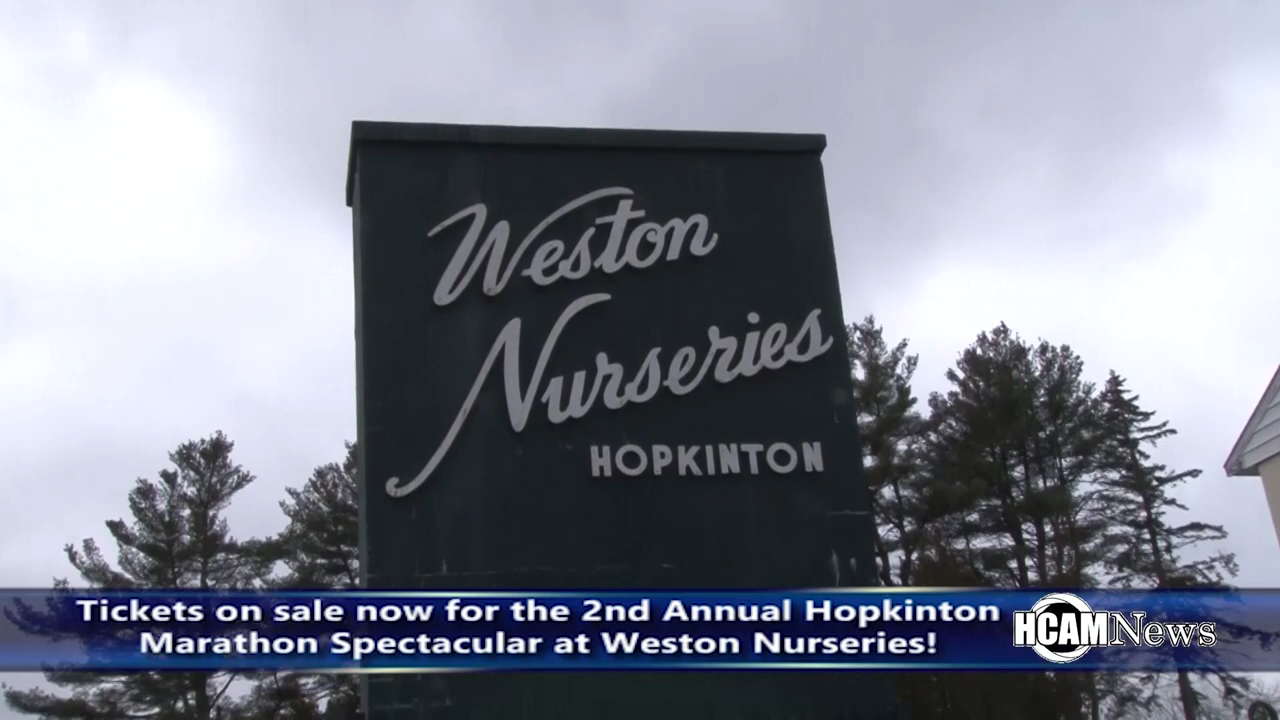 Weston
Nurseries
HOPKINTON
Tickets on sale now for the 2nd Annual Hopkinton
Marathon Spectacular at Weston Nurseries!
HCAMNews